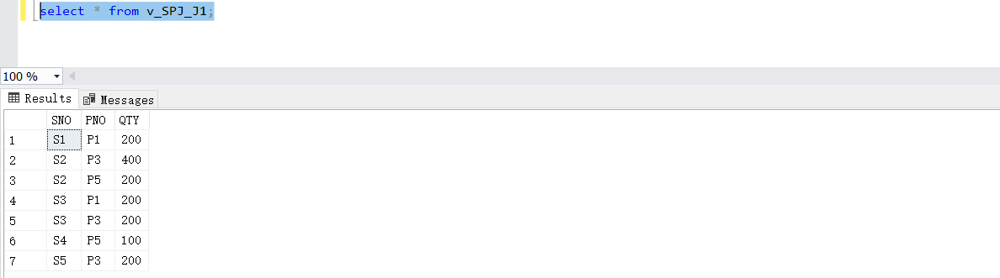 select * from v_SPJ_J1;
100 %
Results Messages
SNO PNO QTY
1 S1 P1 200
2 S2 P3 400
3 S2 P5 200
4 S3 P1 200
5 S3 P3 200
6 S4 P5 100
7 S5 P3 200